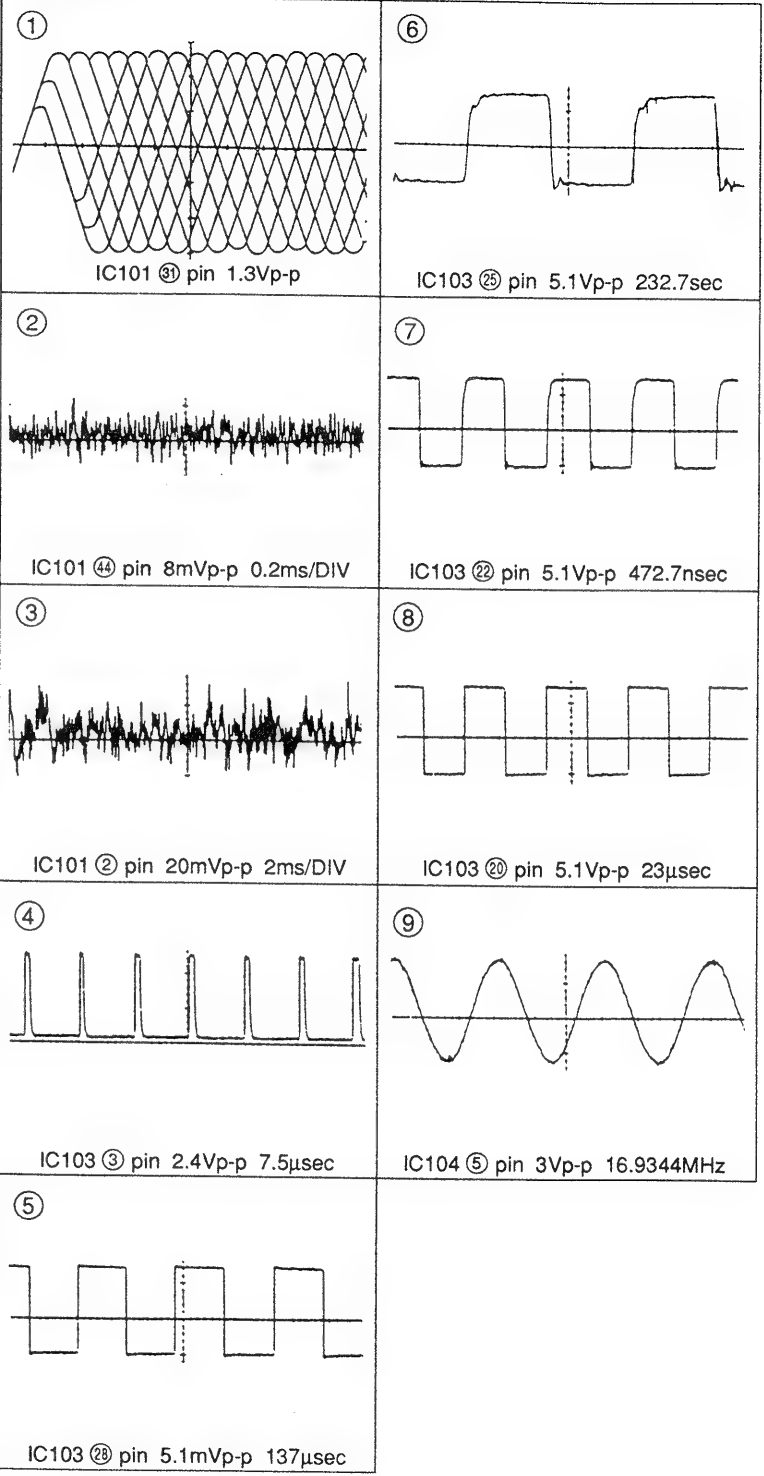 ①
IC101 ㉛ pin 1.3Vp-p
②
IC101 ㊹ pin 8mVp-p 0.2ms/DIV
③
IC101 ② pin 20mVp-p 2ms/DIV
④
IC103 ③ pin 2.4Vp-p 7.5µsec
⑤
IC103 ㉘ pin 5.1mVp-p 137µsec
⑥
IC103 ㉕ pin 5.1Vp-p 232.7sec
⑦
IC103 ㉒ pin 5.1Vp-p 472.7nsec
⑧
IC103 ⑳ pin 5.1Vp-p 23µsec
⑨
IC104 ⑤ pin 3Vp-p 16.9344MHz